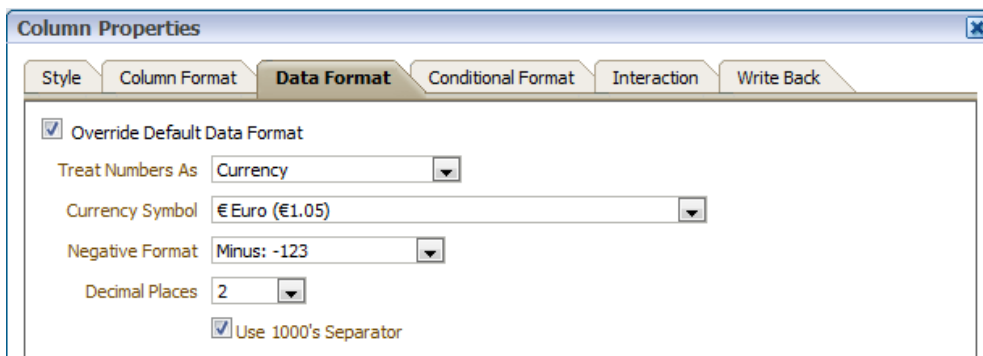 Column Properties
Style Column Format Data Format Conditional Format Interaction Write Back
Override Default Data Format
Treat Numbers As Currency
Currency Symbol € Euro (€1.05)
Negative Format Minus: -123
Decimal Places 2
Use 1000's Separator